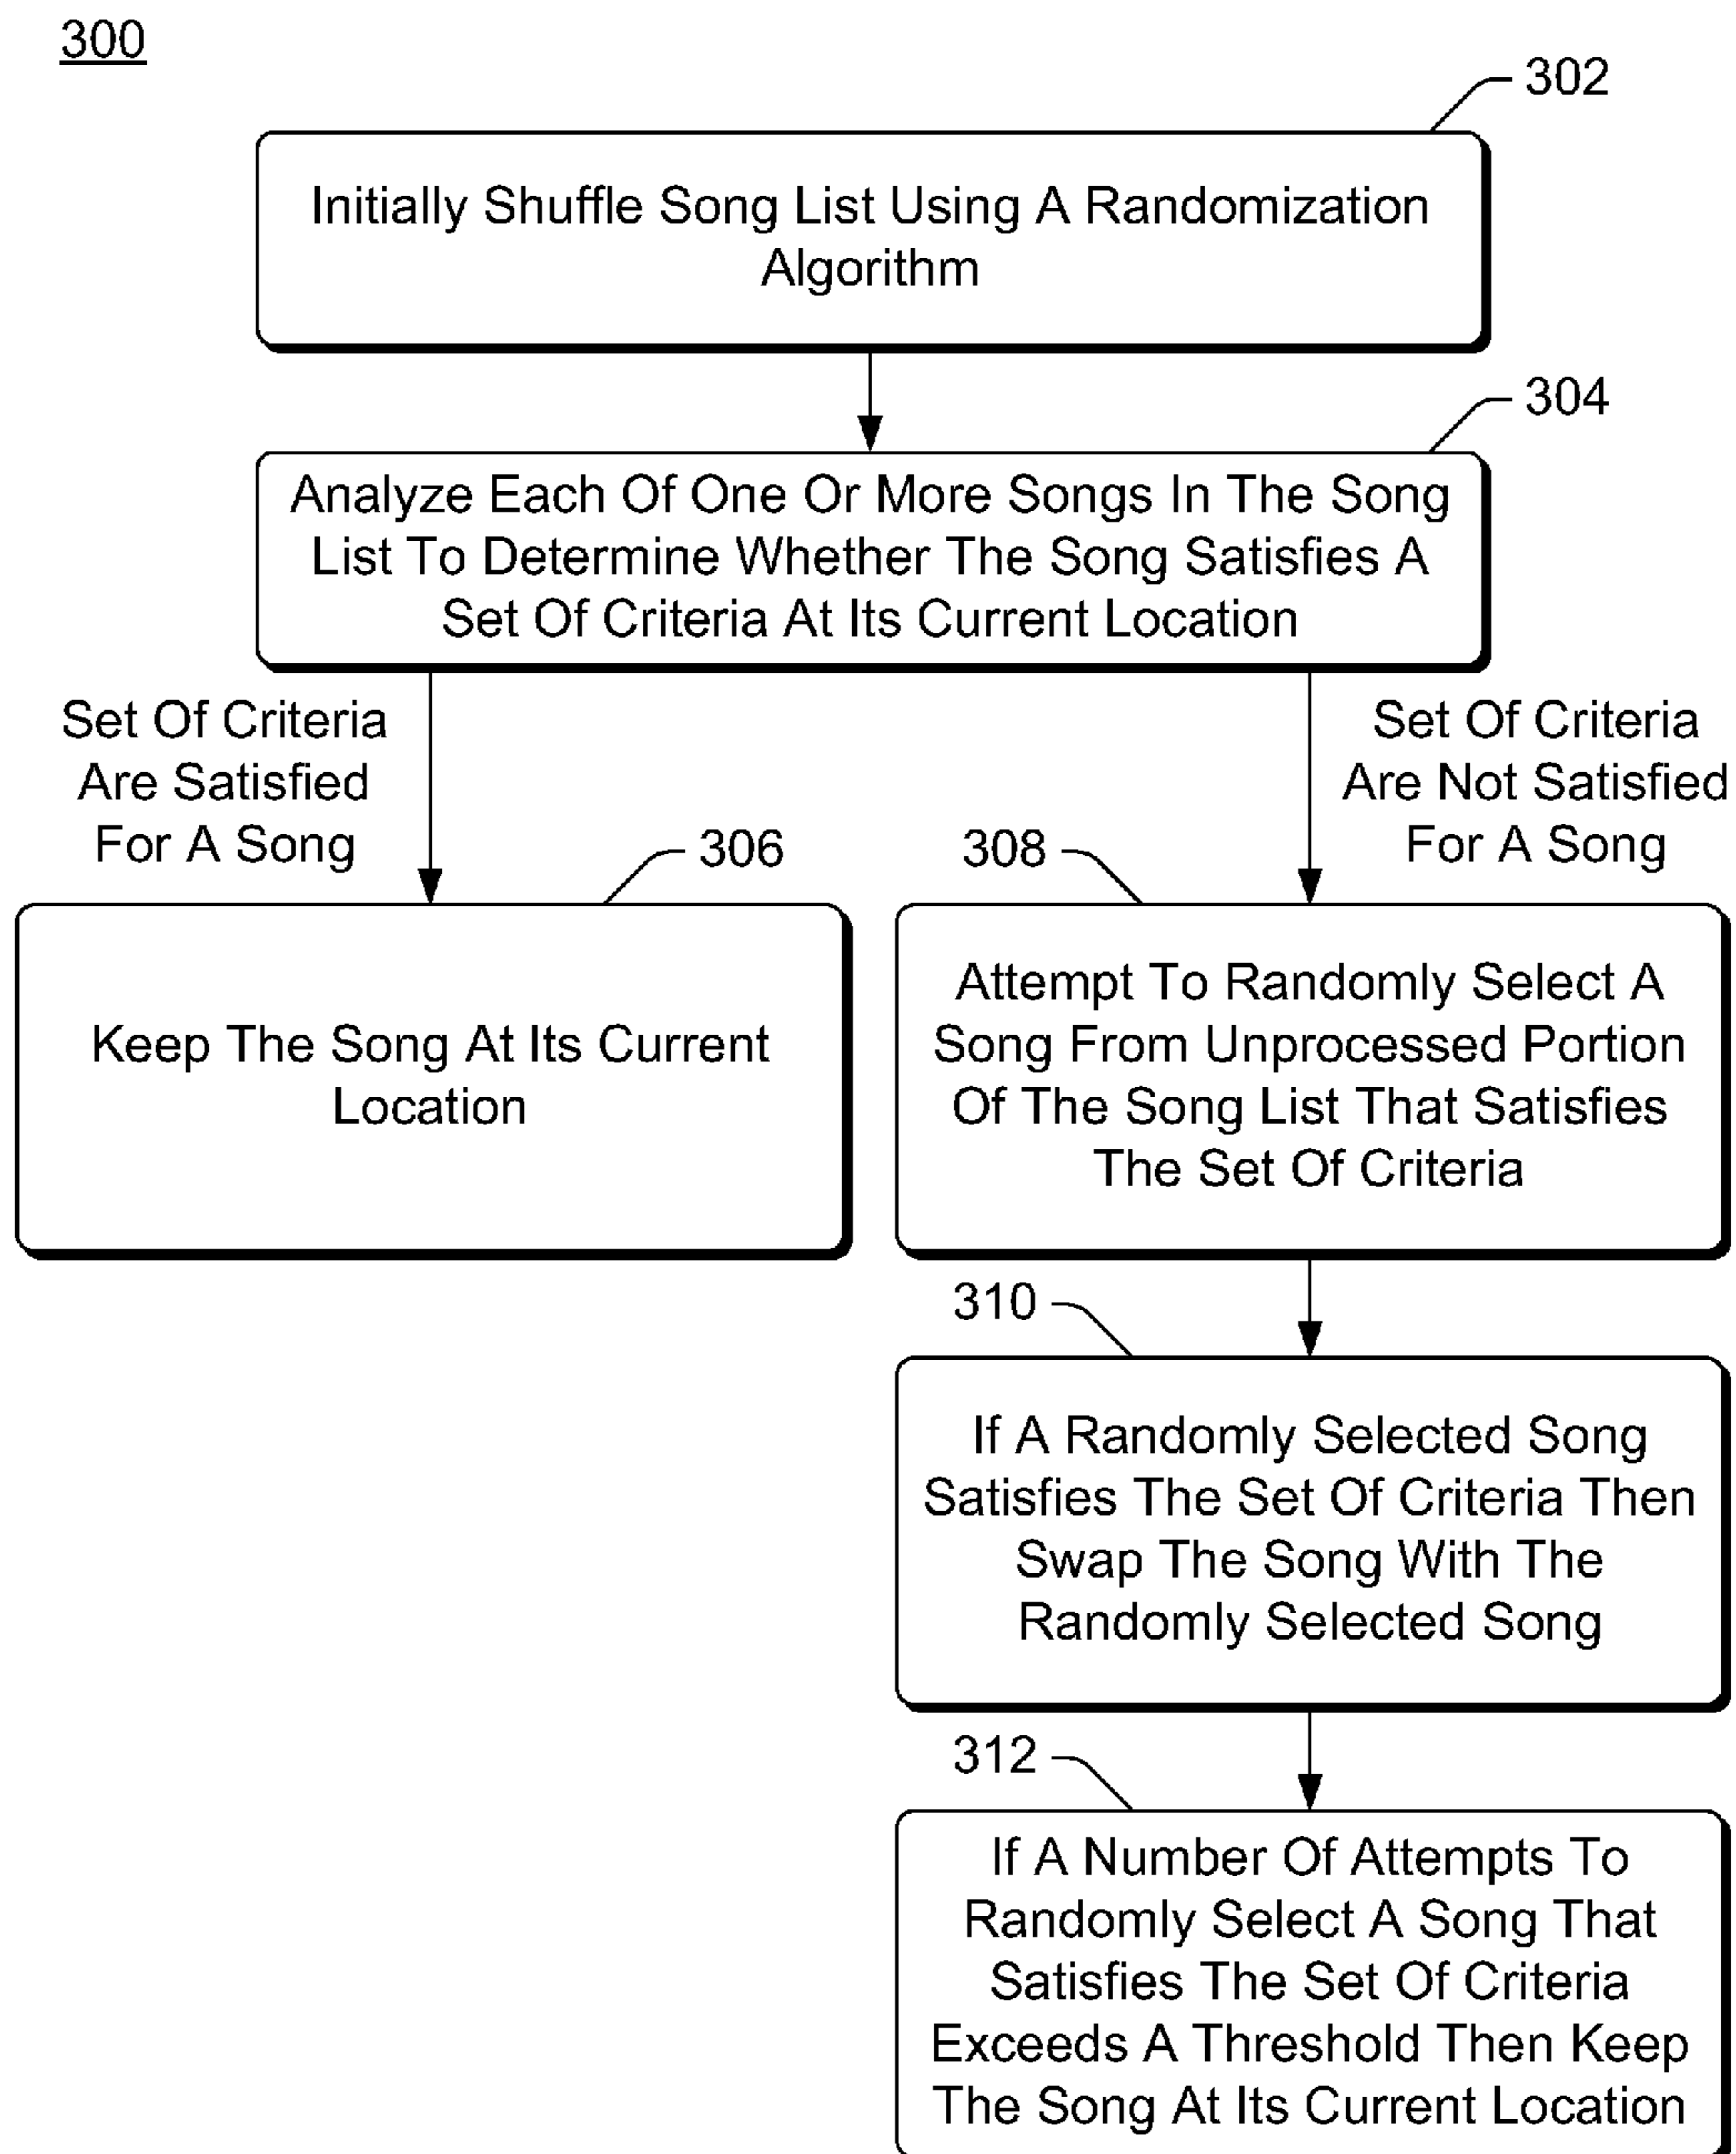 300
302
Initially Shuffle Song List Using A Randomization
Algorithm
304
Analyze Each Of One Or More Songs In The Song
List To Determine Whether The Song Satisfies A
Set Of Criteria At Its Current Location
Set Of Criteria
Are Satisfied
For A Song
Set Of Criteria
Are Not Satisfied
For A Song
306
308
Keep The Song At Its Current
Location
Attempt To Randomly Select A
Song From Unprocessed Portion
Of The Song List That Satisfies
The Set Of Criteria
310
If A Randomly Selected Song
Satisfies The Set Of Criteria Then
Swap The Song With The
Randomly Selected Song
312
If A Number Of Attempts To
Randomly Select A Song That
Satisfies The Set Of Criteria
Exceeds A Threshold Then Keep
The Song At Its Current Location